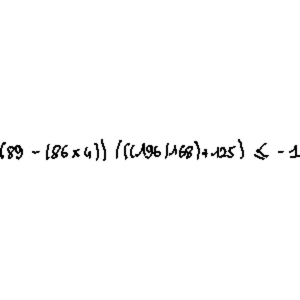 (89 - (86 x 4)) / ((196 / 168) + 125) ≤ - 1